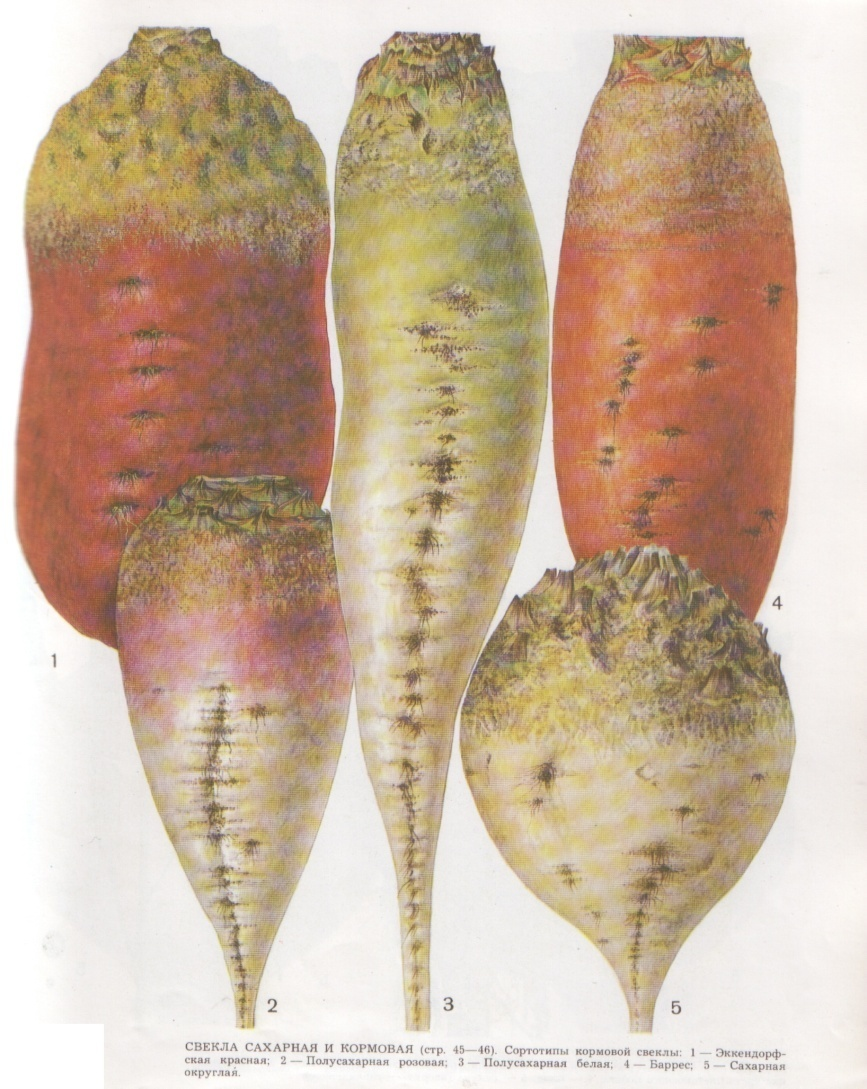 1
4
2
3
5
СВЕКЛА САХАРНАЯ И КОРМОВАЯ (стр. 45—46). Сортотипы кормовой свеклы: 1 — Эккендорф-
ская красная; 2 — Полусахарная розовая; 3 — Полусахарная белая; 4 — Баррес; 5 — Сахарная
округлая.